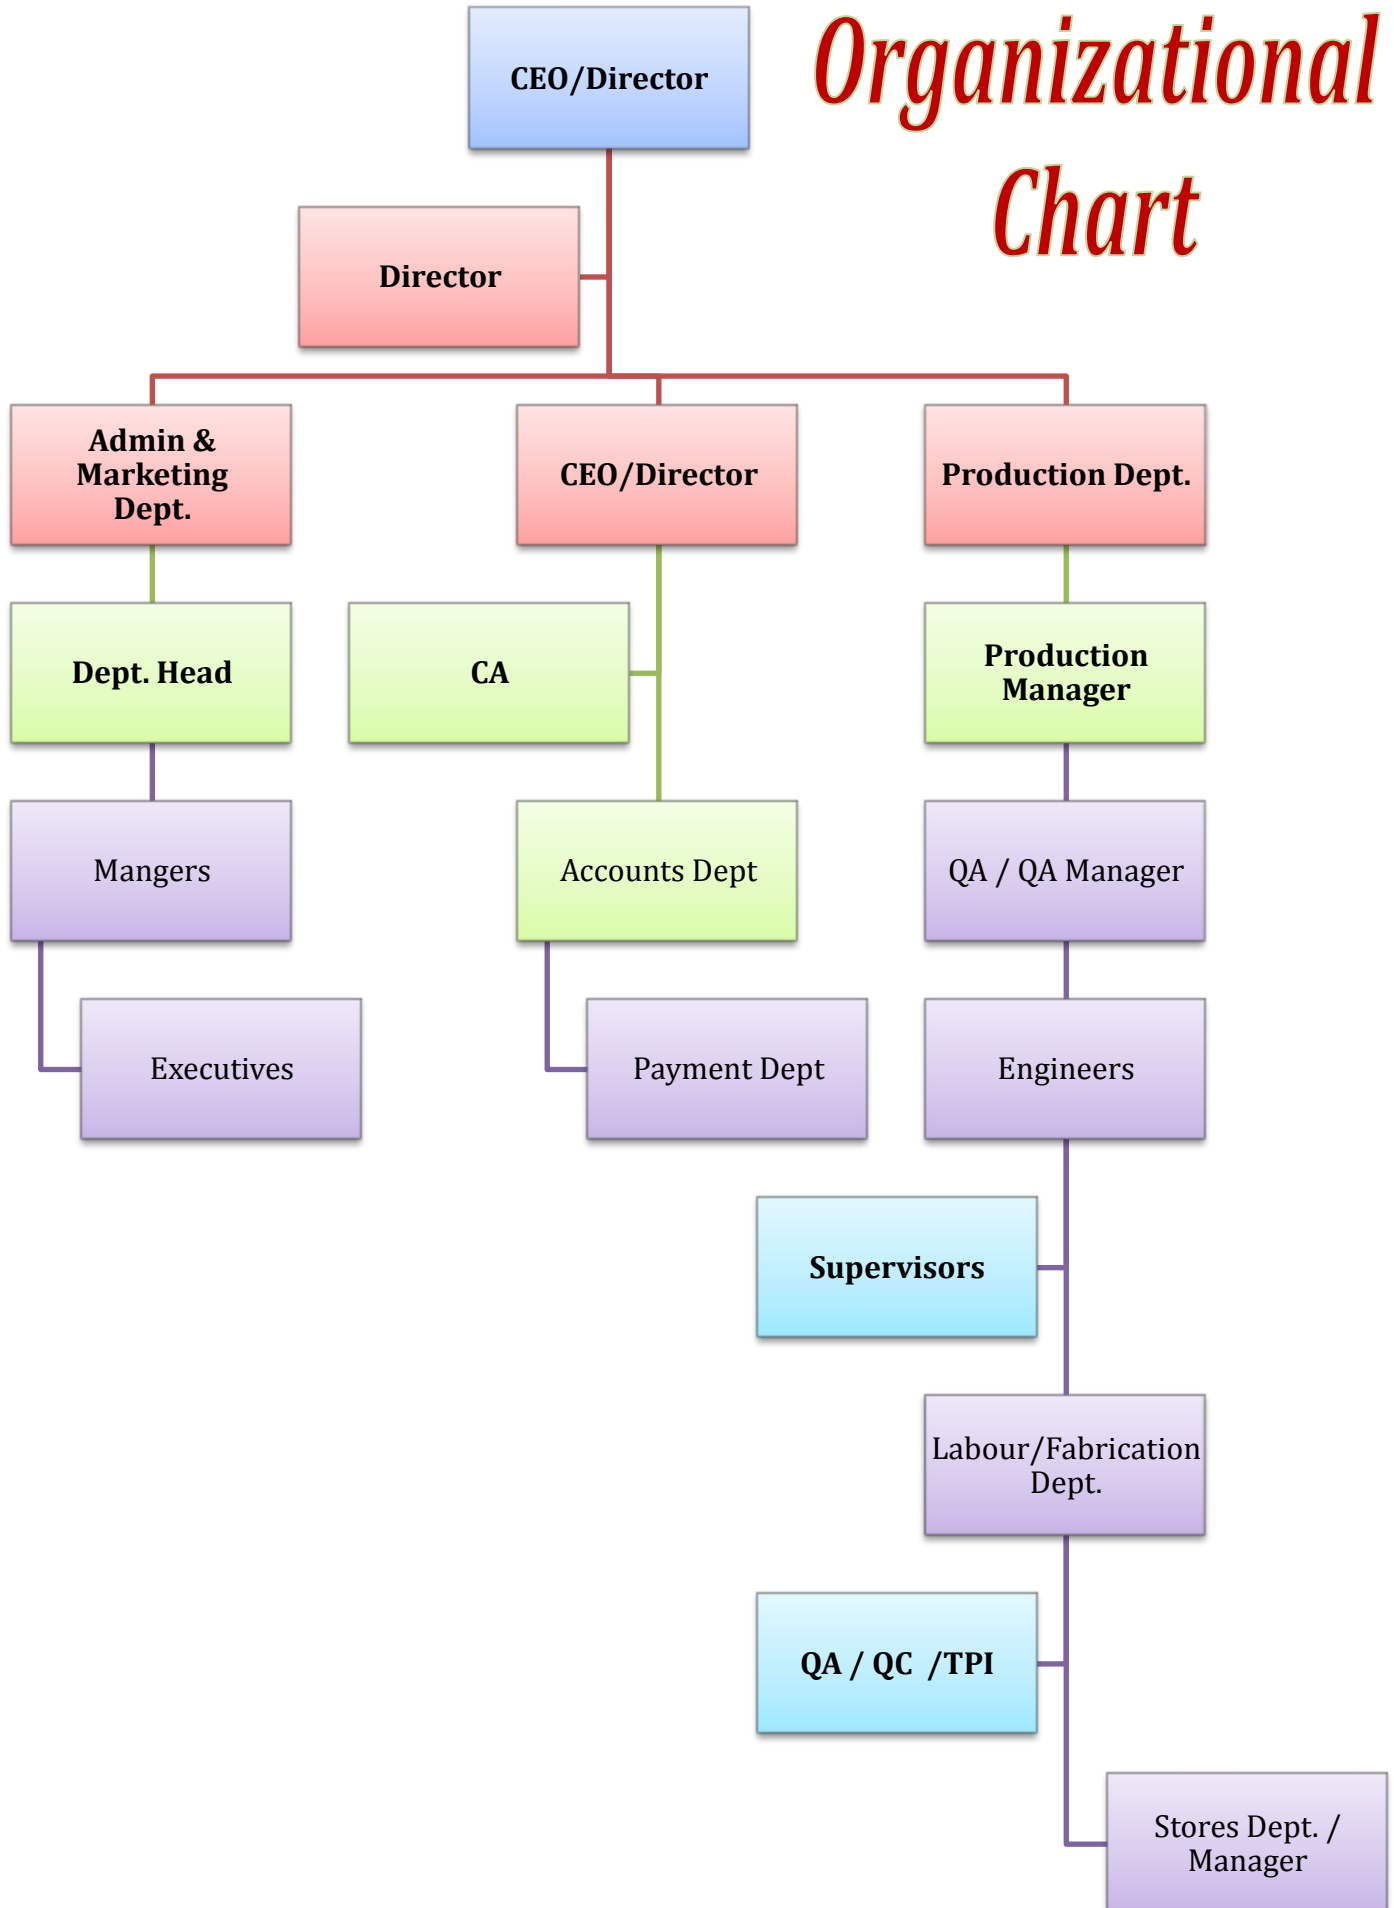 Organizational
Chart
CEO/Director
Director
Admin &
Marketing
Dept.
CEO/Director
Production Dept.
Dept. Head
CA
Production
Manager
Mangers
Accounts Dept
QA / QA Manager
Executives
Payment Dept
Engineers
Supervisors
Labour/Fabrication
Dept.
QA / QC  /TPI
Stores Dept. /
Manager